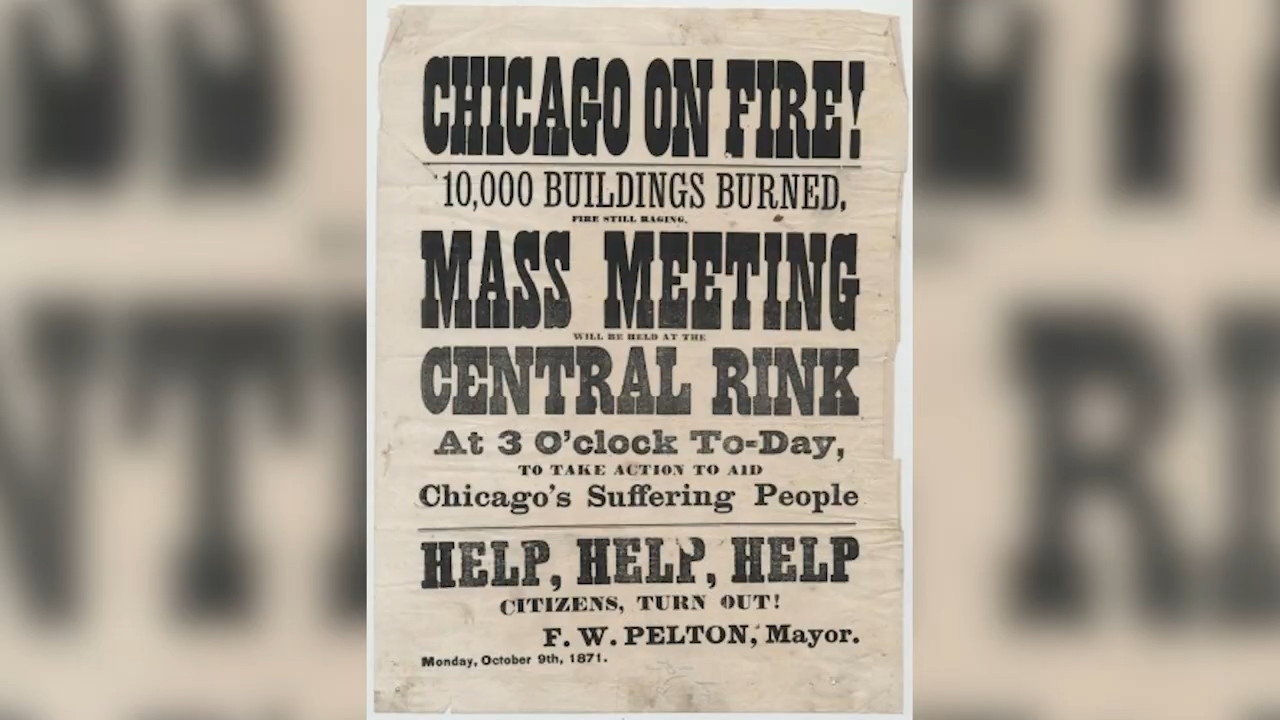 CHICAGO ON FIRE!
10,000 BUILDINGS BURNED,
FIRE STILL RAGING.
MASS MEETING
WILL BE HELD AT THE
CENTRAL RINK
At 3 O'clock To-Day,
TO TAKE ACTION TO AID
Chicago's Suffering People
HELP, HELP, HELP
CITIZENS, TURN OUT!
F. W. PELTON, Mayor.
Monday, October 9th, 1871.